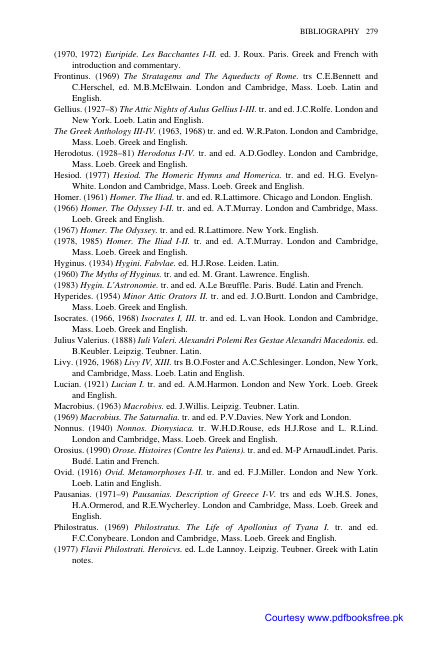 BIBLIOGRAPHY 279
(1970, 1972) Euripide. Les Bacchantes I-II. ed. J. Roux. Paris. Greek and French with
introduction and commentary.
Frontinus. (1969) The Stratagems and The Aqueducts of Rome. trs C.E.Bennett and
C.Herschel, ed. M.B.McElwain. London and Cambridge, Mass. Loeb. Latin and
English.
Gellius. (1927–8) The Attic Nights of Aulus Gellius I-III. tr. and ed. J.C.Rolfe. London and
New York. Loeb. Latin and English.
The Greek Anthology III-IV. (1963, 1968) tr. and ed. W.R.Paton. London and Cambridge,
Mass. Loeb. Greek and English.
Herodotus. (1928–81) Herodotus I-IV. tr. and ed. A.D.Godley. London and Cambridge,
Mass. Loeb. Greek and English.
Hesiod. (1977) Hesiod. The Homeric Hymns and Homerica. tr. and ed. H.G. Evelyn-
White. London and Cambridge, Mass. Loeb. Greek and English.
Homer. (1961) Homer. The Iliad. tr. and ed. R.Lattimore. Chicago and London. English.
(1966) Homer. The Odyssey I-II. tr. and ed. A.T.Murray. London and Cambridge, Mass.
Loeb. Greek and English.
(1967) Homer. The Odyssey. tr. and ed. R.Lattimore. New York. English.
(1978, 1985) Homer. The Iliad I-II. tr. and ed. A.T.Murray. London and Cambridge,
Mass. Loeb. Greek and English.
Hyginus. (1934) Hygini. Fabvlae. ed. H.J.Rose. Leiden. Latin.
(1960) The Myths of Hyginus. tr. and ed. M. Grant. Lawrence. English.
(1983) Hygin. L'Astronomie. tr. and ed. A.Le Bœuffle. Paris. Budé. Latin and French.
Hyperides. (1954) Minor Attic Orators II. tr. and ed. J.O.Burtt. London and Cambridge,
Mass. Loeb. Greek and English.
Isocrates. (1966, 1968) Isocrates I, III. tr. and ed. L.van Hook. London and Cambridge,
Mass. Loeb. Greek and English.
Julius Valerius. (1888) Iuli Valeri. Alexandri Polemi Res Gestae Alexandri Macedonis. ed.
B.Keubler. Leipzig. Teubner. Latin.
Livy. (1926, 1968) Livy IV, XIII. trs B.O.Foster and A.C.Schlesinger. London, New York,
and Cambridge, Mass. Loeb. Latin and English.
Lucian. (1921) Lucian I. tr. and ed. A.M.Harmon. London and New York. Loeb. Greek
and English.
Macrobius. (1963) Macrobivs. ed. J.Willis. Leipzig. Teubner. Latin.
(1969) Macrobius. The Saturnalia. tr. and ed. P.V.Davies. New York and London.
Nonnus. (1940) Nonnos. Dionysiaca. tr. W.H.D.Rouse, eds H.J.Rose and L. R.Lind.
London and Cambridge, Mass. Loeb. Greek and English.
Orosius. (1990) Orose. Histoires (Contre les Païens). tr. and ed. M-P ArnaudLindet. Paris.
Budé. Latin and French.
Ovid. (1916) Ovid. Metamorphoses I-II. tr. and ed. F.J.Miller. London and New York.
Loeb. Latin and English.
Pausanias. (1971–9) Pausanias. Description of Greece I-V. trs and eds W.H.S. Jones,
H.A.Ormerod, and R.E.Wycherley. London and Cambridge, Mass. Loeb. Greek and
English.
Philostratus. (1969) Philostratus. The Life of Apollonius of Tyana I. tr. and ed.
F.C.Conybeare. London and Cambridge, Mass. Loeb. Greek and English.
(1977) Flavii Philostrati. Heroicvs. ed. L.de Lannoy. Leipzig. Teubner. Greek with Latin
notes.
Courtesy www.pdfbooksfree.pk